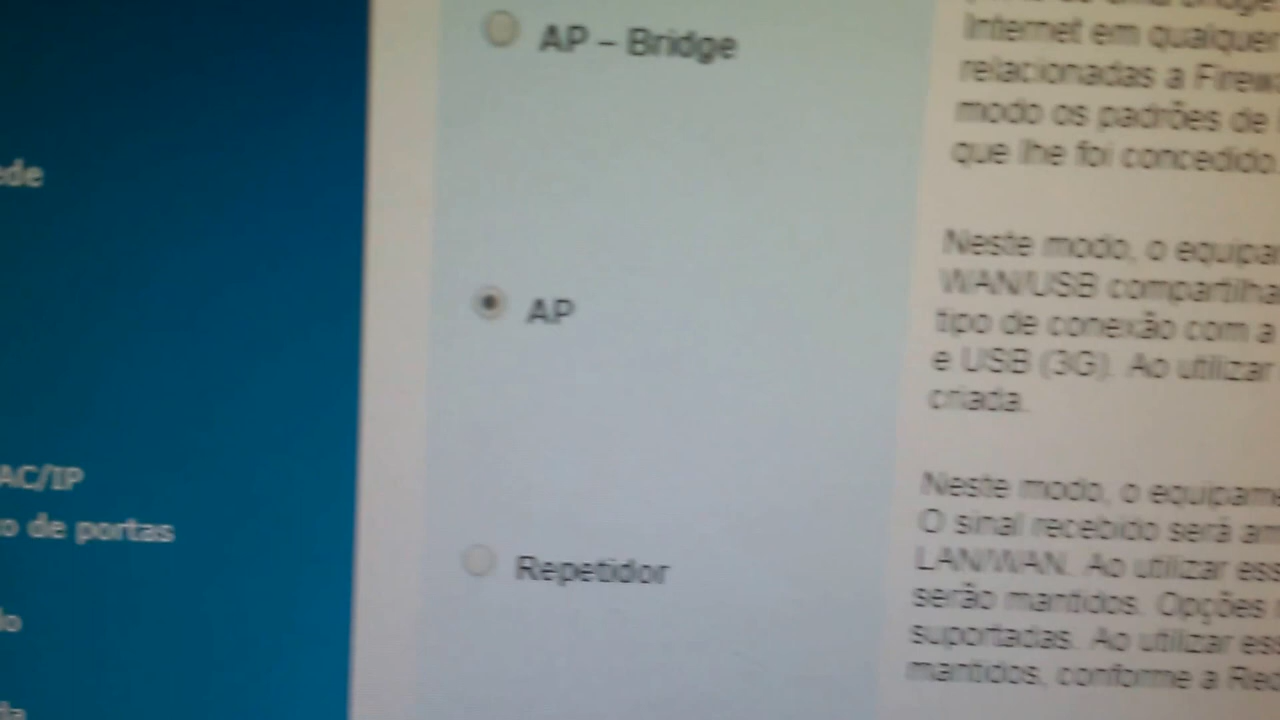 AP – Bridge
Internet em qualquer
relacionadas a Firew
modo os padrões de
que lhe foi concedido.
ede
Neste modo, o equipa
WAN/USB compartilha
AP
tipo de conexão com a
e USB (3G). Ao utilizar
criada.
AC/IP
o de portas
Neste modo, o equipame
O sinal recebido será am
LAN/WAN. Ao utilizar ess
Repetidor
serão mantidos. Opções
suportadas. Ao utilizar ess
mantidos, conforme a Red